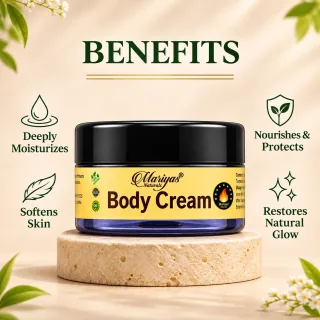 BENEFITS
Deeply
Moisturizes
Nourishes &
Protects
Mariyas®
Naturals
Body Cream
Softens
Skin
Restores
Natural
Glow